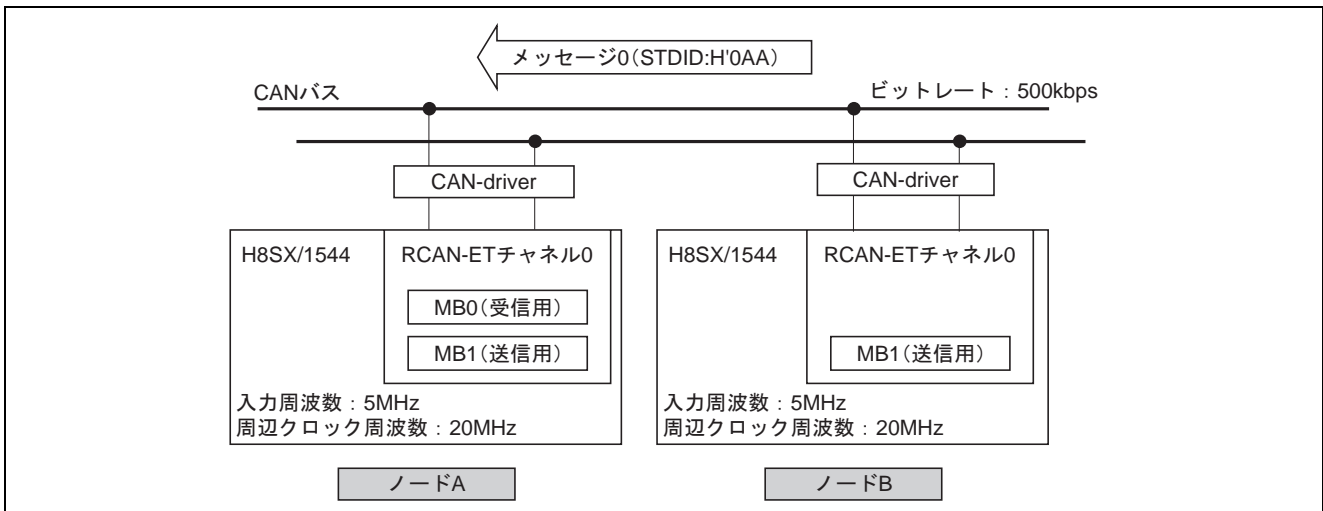 メッセージ0(STDID:H'0AA)
CANバス
ビットレート：500kbps
CAN-driver
CAN-driver
H8SX/1544
RCAN-ETチャネル0
MB0(受信用)
MB1(送信用)
入力周波数：5MHz
周辺クロック周波数：20MHz
H8SX/1544
RCAN-ETチャネル0
MB1(送信用)
入力周波数：5MHz
周辺クロック周波数：20MHz
ノードA
ノードB